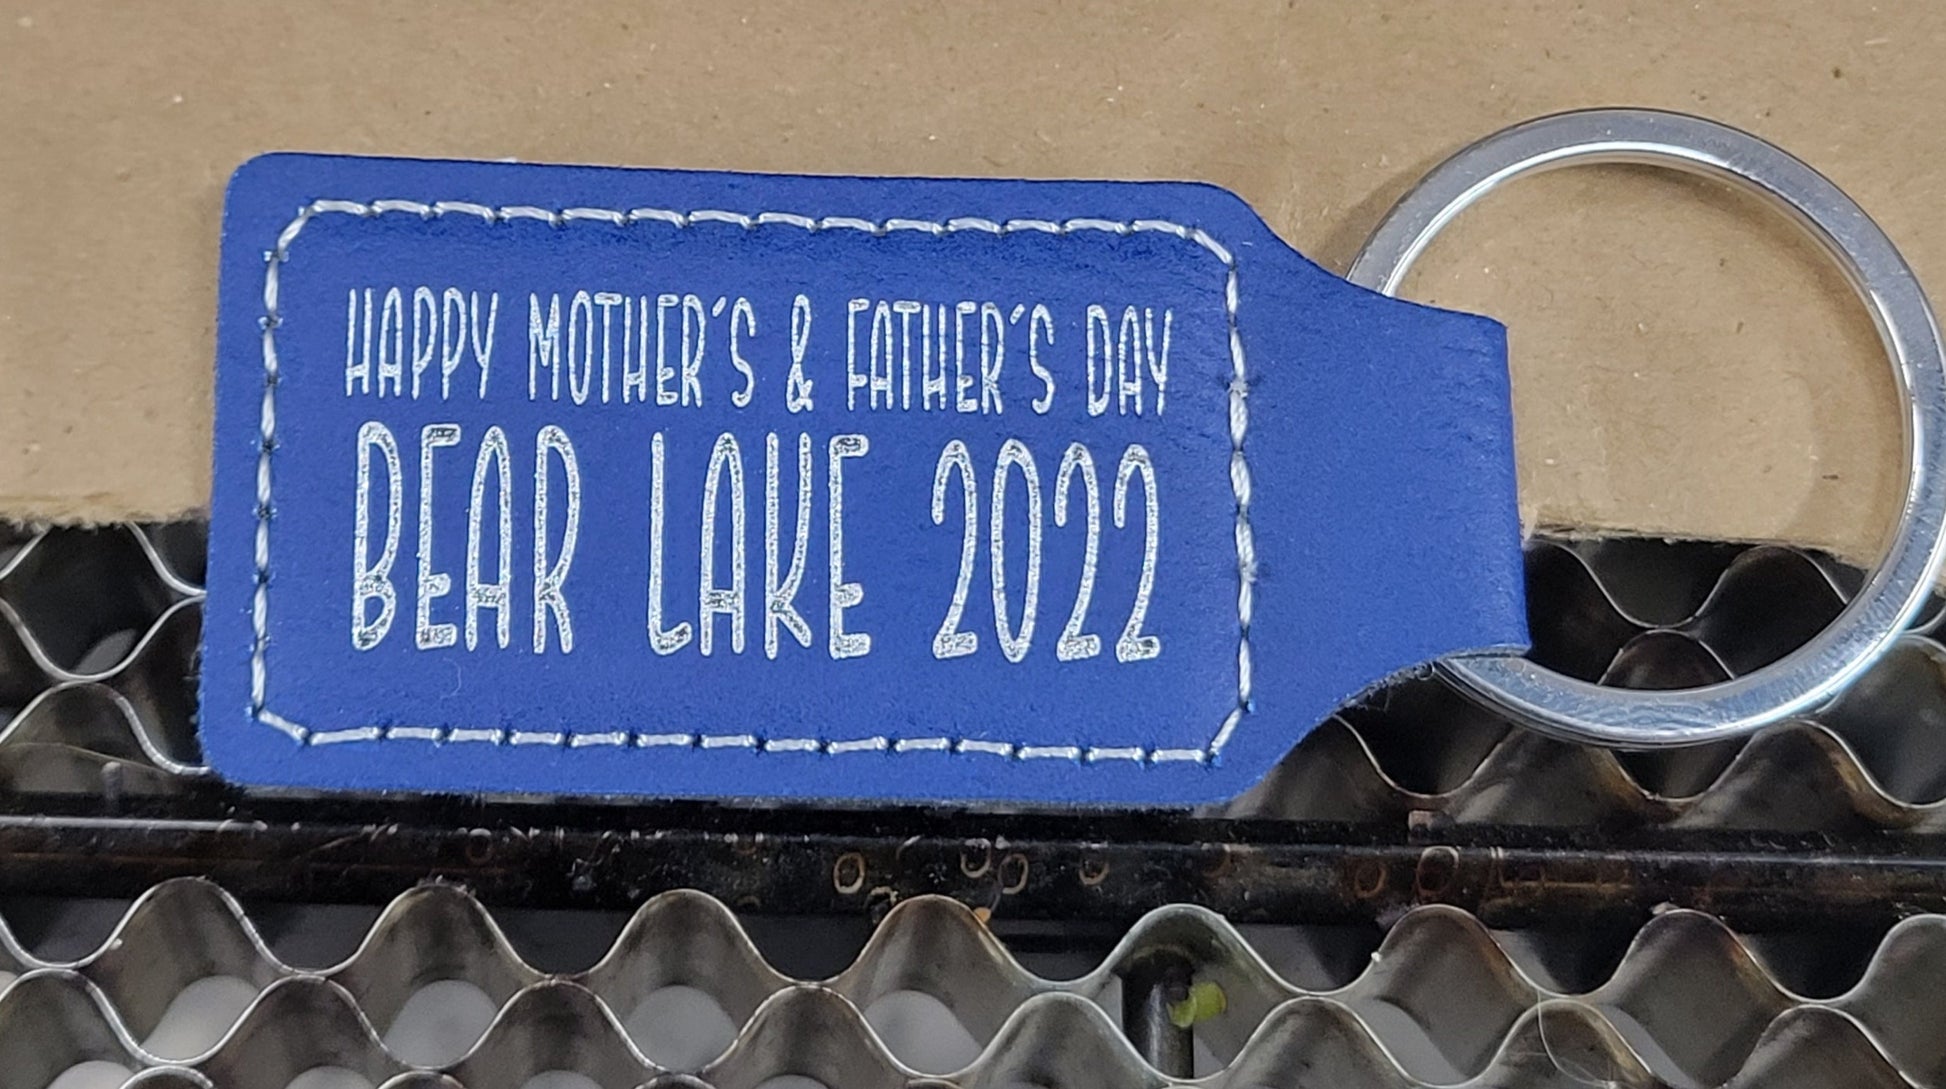 HAPPY MOTHER'S & FATHER'S DAY
BEAR LAKE 2022